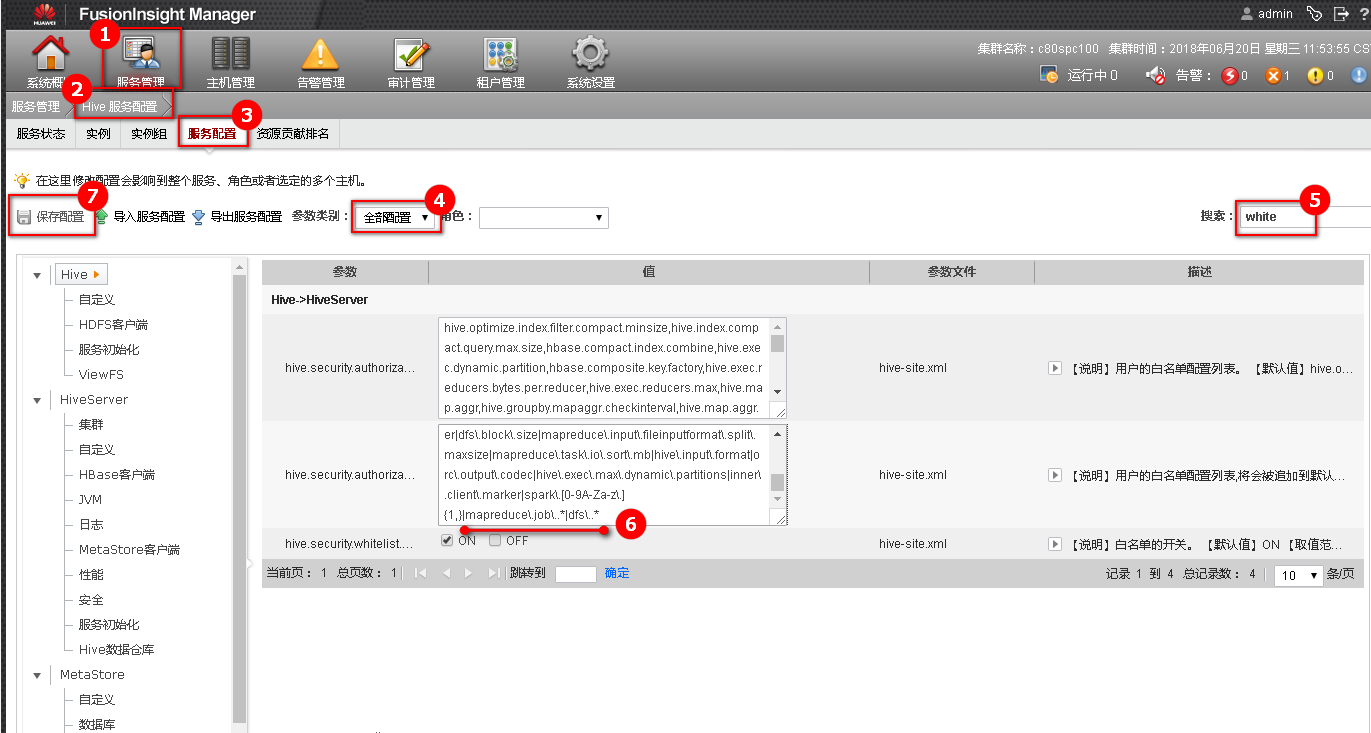 HUAWEI FusionInsight Manager admin
集群名称：c80spc100 集群时间：2018年06月20日 星期三 11:53:55 CS
1
运行中 0 告警： 0 1 0
系统概 服务管理 主机管理 告警管理 审计管理 租户管理 系统设置
2
服务管理 Hive 服务配置
3
服务状态 实例 实例组 服务配置 资源贡献排名
在这里修改配置会影响到整个服务、角色或者选定的多个主机。
7 4 5
保存配置 导入服务配置 导出服务配置 参数类别： 全部配置 角色： 搜索： white
参数 值 参数文件 描述
Hive->HiveServer
hive.security.authoriza...
hive.optimize.index.filter.compact.minsize,hive.index.comp
act.query.max.size,hbase.compact.index.combine,hive.exe
c.dynamic.partition,hbase.composite.key.factory,hive.exec.r
educers.bytes.per.reducer,hive.exec.reducers.max,hive.ma
p.aggr,hive.groupby.mapaggr.checkinterval,hive.map.aggr.
hive-site.xml
【说明】用户的白名单配置列表。 【默认值】hive.o...
hive.security.authoriza...
er|dfs\.block\.size|mapreduce\.input\.fileinputformat\.split\.
maxsize|mapreduce\.task\.io\.sort\.mb|hive\.input\.format|o
rc\.output\.codec|hive\.exec\.max\.dynamic\.partitions|inner\
.client\.marker|spark\.[0-9A-Za-z\.]
{1,}|mapreduce\.job\..*|dfs\..*
hive-site.xml
【说明】用户的白名单配置列表,将会被追加到默认...
6
hive.security.whitelist....
ON OFF
hive-site.xml
【说明】白名单的开关。 【默认值】ON 【取值范...
当前页： 1 总页数： 1 跳转到 确定 记录 1 到 4 总记录数： 4 10 条/页
Hive
自定义
HDFS客户端
服务初始化
ViewFS
HiveServer
集群
自定义
HBase客户端
JVM
日志
MetaStore客户端
性能
安全
服务初始化
Hive数据仓库
MetaStore
自定义
数据库